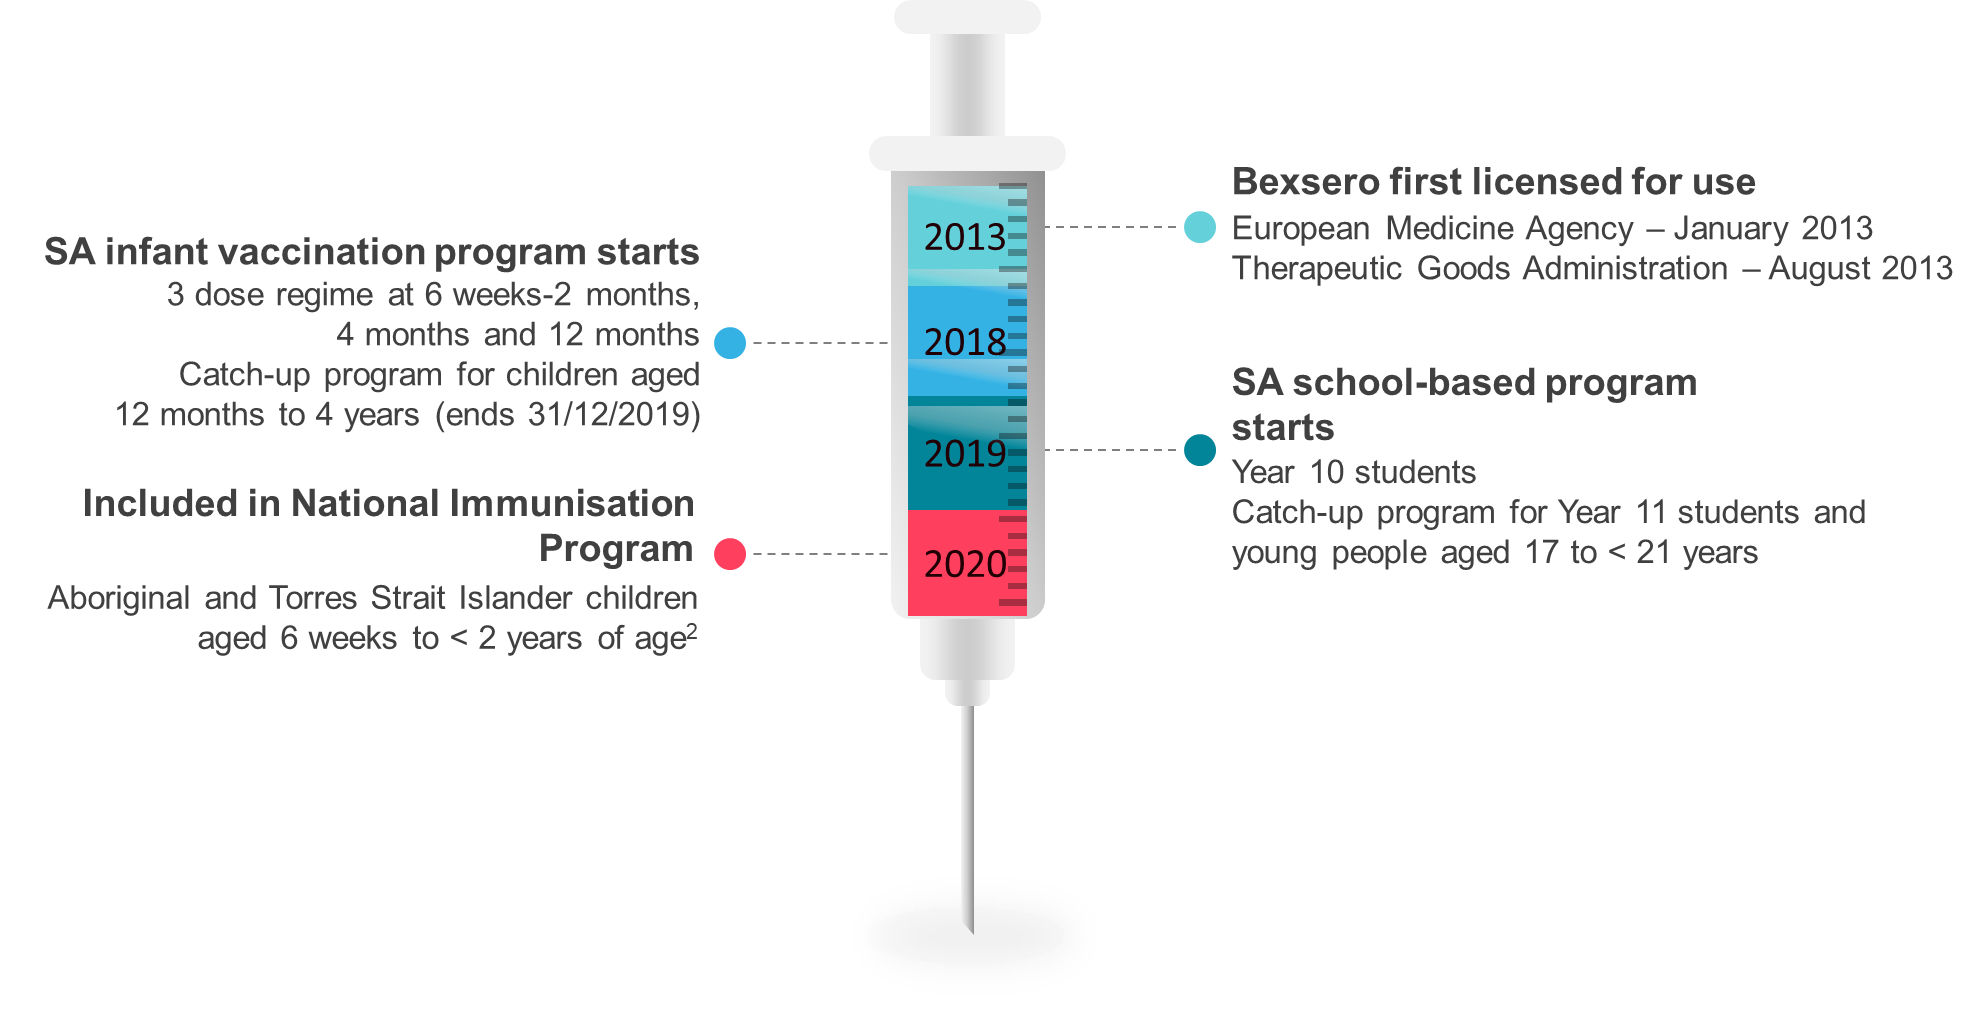 2013
Bexsero first licensed for use
European Medicine Agency – January 2013
Therapeutic Goods Administration – August 2013
SA infant vaccination program starts
3 dose regime at 6 weeks-2 months,
4 months and 12 months
Catch-up program for children aged
12 months to 4 years (ends 31/12/2019)
2018
SA school-based program
starts
Year 10 students
Catch-up program for Year 11 students and
young people aged 17 to < 21 years
2019
Included in National Immunisation
Program
Aboriginal and Torres Strait Islander children
aged 6 weeks to < 2 years of age²
2020